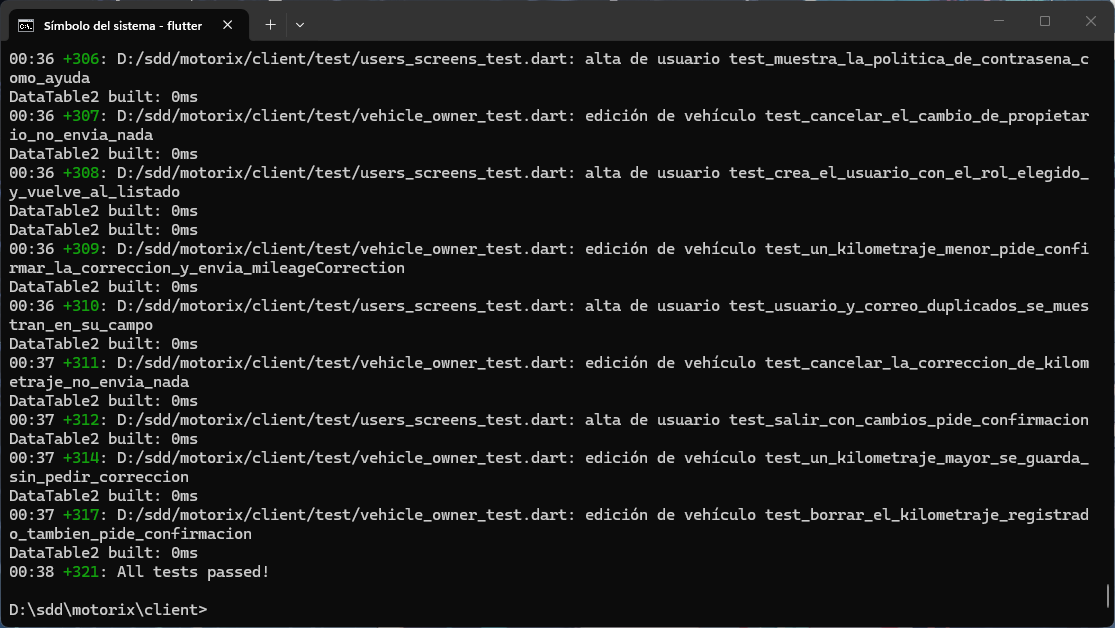 Símbolo del sistema - flutter
00:36 +306: D:/sdd/motorix/client/test/users_screens_test.dart: alta de usuario test_muestra_la_politica_de_contrasena_c
omo_ayuda
DataTable2 built: 0ms
00:36 +307: D:/sdd/motorix/client/test/vehicle_owner_test.dart: edición de vehículo test_cancelar_el_cambio_de_propietar
io_no_envia_nada
DataTable2 built: 0ms
00:36 +308: D:/sdd/motorix/client/test/users_screens_test.dart: alta de usuario test_crea_el_usuario_con_el_rol_elegido_
y_vuelve_al_listado
DataTable2 built: 0ms
DataTable2 built: 0ms
00:36 +309: D:/sdd/motorix/client/test/vehicle_owner_test.dart: edición de vehículo test_un_kilometraje_menor_pide_confi
rmar_la_correccion_y_envia_mileageCorrection
DataTable2 built: 0ms
00:36 +310: D:/sdd/motorix/client/test/users_screens_test.dart: alta de usuario test_usuario_y_correo_duplicados_se_mues
tran_en_su_campo
DataTable2 built: 0ms
00:37 +311: D:/sdd/motorix/client/test/vehicle_owner_test.dart: edición de vehículo test_cancelar_la_correccion_de_kilom
etraje_no_envia_nada
DataTable2 built: 0ms
00:37 +312: D:/sdd/motorix/client/test/users_screens_test.dart: alta de usuario test_salir_con_cambios_pide_confirmacion
DataTable2 built: 0ms
00:37 +314: D:/sdd/motorix/client/test/vehicle_owner_test.dart: edición de vehículo test_un_kilometraje_mayor_se_guarda_
sin_pedir_correccion
DataTable2 built: 0ms
00:37 +317: D:/sdd/motorix/client/test/vehicle_owner_test.dart: edición de vehículo test_borrar_el_kilometraje_registrad
o_tambien_pide_confirmacion
DataTable2 built: 0ms
00:38 +321: All tests passed!
D:\sdd\motorix\client>